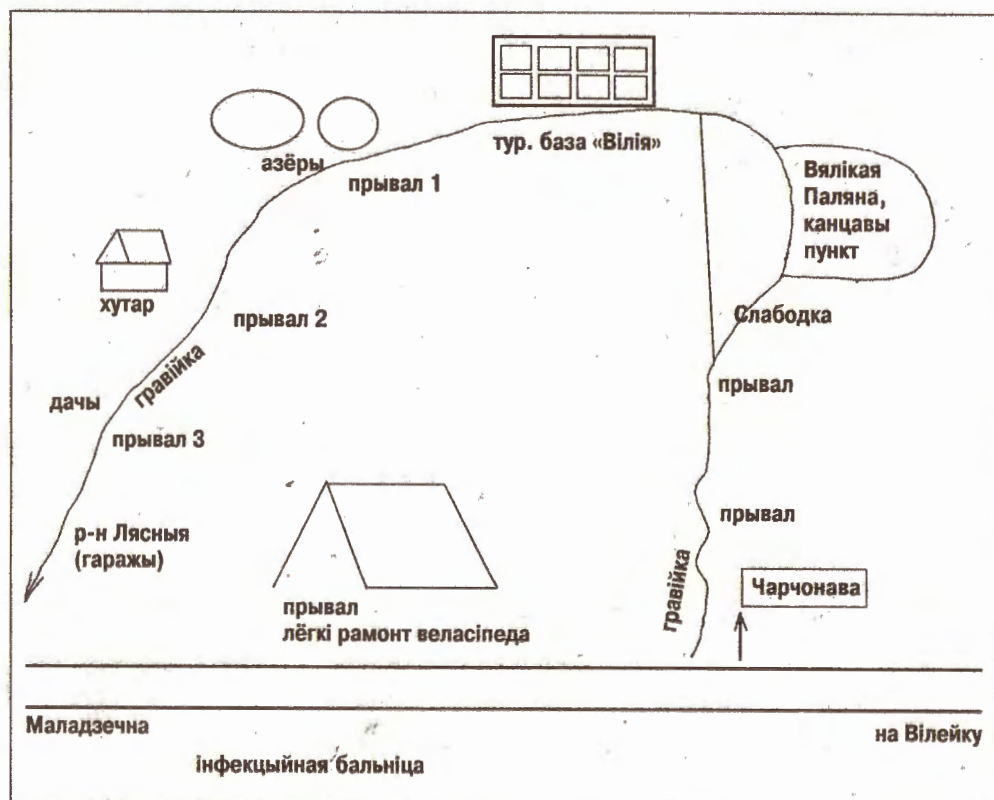 тур. база «Вілія»
азёры
прывал 1
Вялікая
Паляна,
канцавы
пункт
хутар
прывал 2
Слабодка
гравійка
дачы
прывал
прывал 3
прывал
р-н Лясныя
(гаражы)
гравійка
Чарчонава
прывал
лёгкі рамонт веласіпеда
Маладзечна
на Вілейку
інфекцыйная бальніца